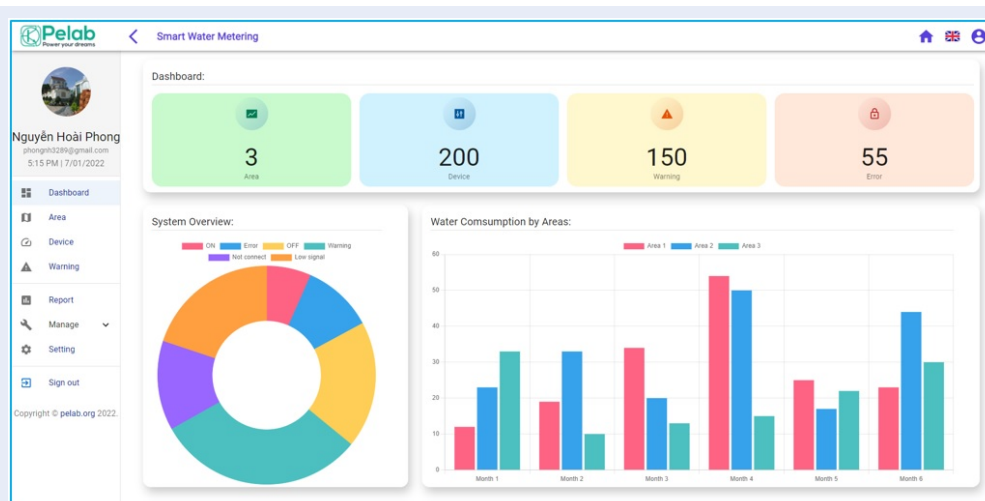 Pelab
Power your dreams
Smart Water Metering
Nguyễn Hoài Phong
phongnh3289@gmail.com
5:15 PM | 7/01/2022
Dashboard
Area
Device
Warning
Report
Manage
Setting
Sign out
Copyright © pelab.org 2022.
Dashboard:
3
Area
200
Device
150
Warning
55
Error
System Overview:
ON Error OFF Warning
Not connect Low signal
Water Comsumption by Areas:
Area 1 Area 2 Area 3
60
50
40
30
20
10
0
Month 1 Month 2 Month 3 Month 4 Month 5 Month 6